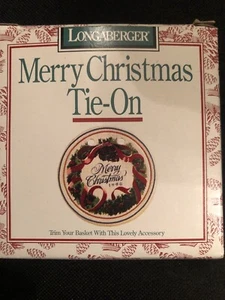 LONGABERGER
Merry Christmas
Tie-On
Merry
Christmas
Trim Your Basket With This Lovely Accessory